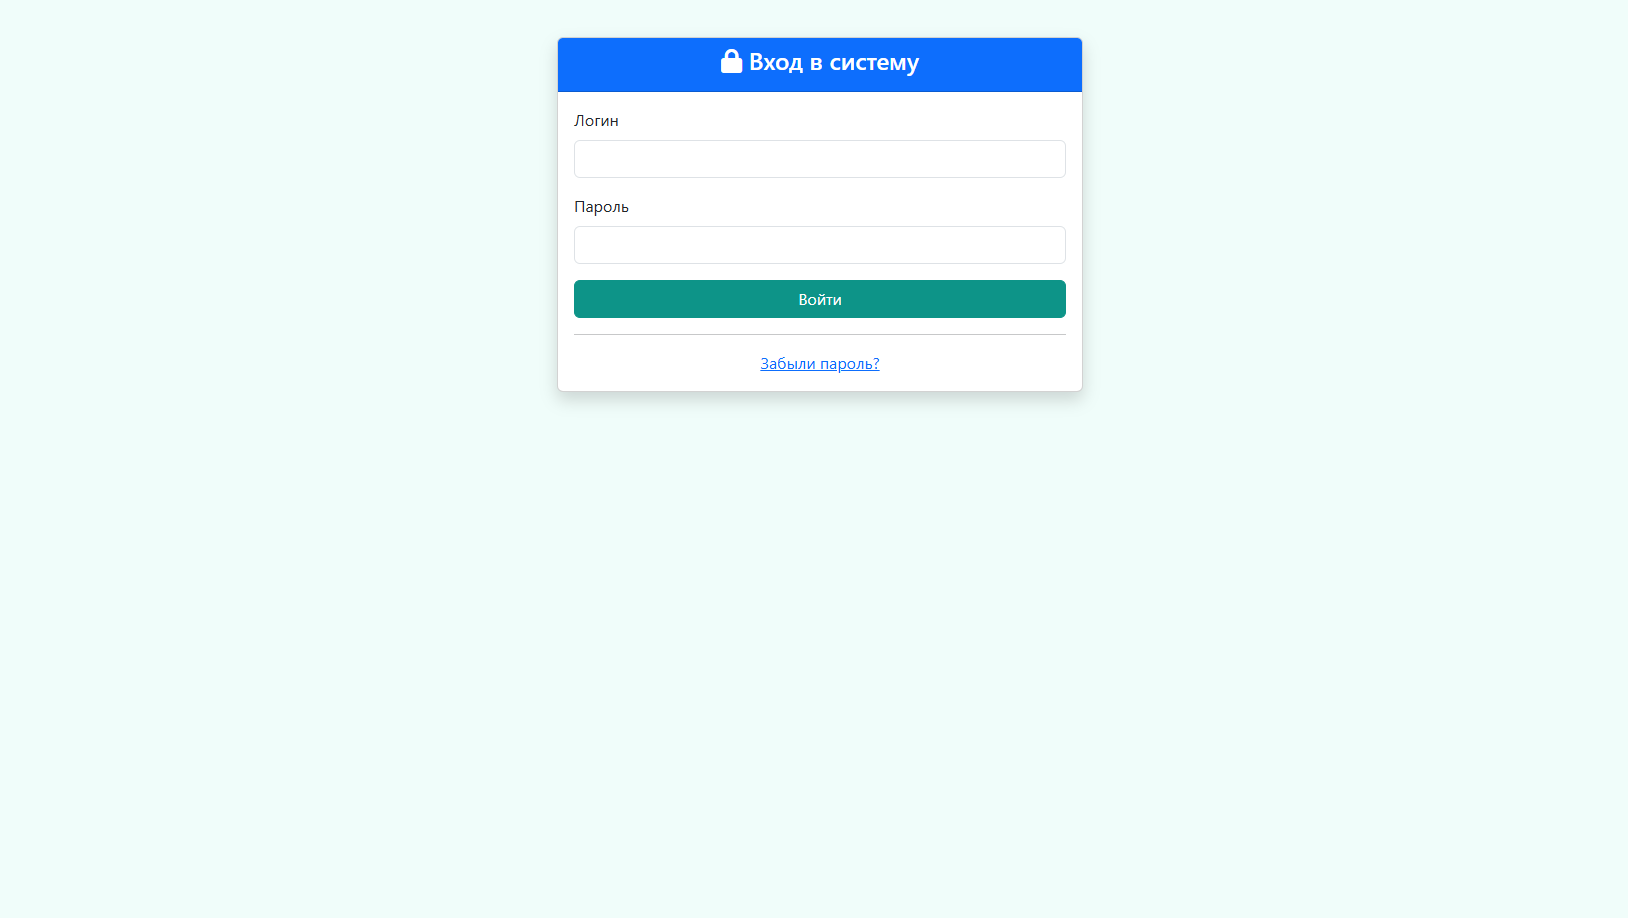 Вход в систему
Логин
Пароль
Войти
Забыли пароль?